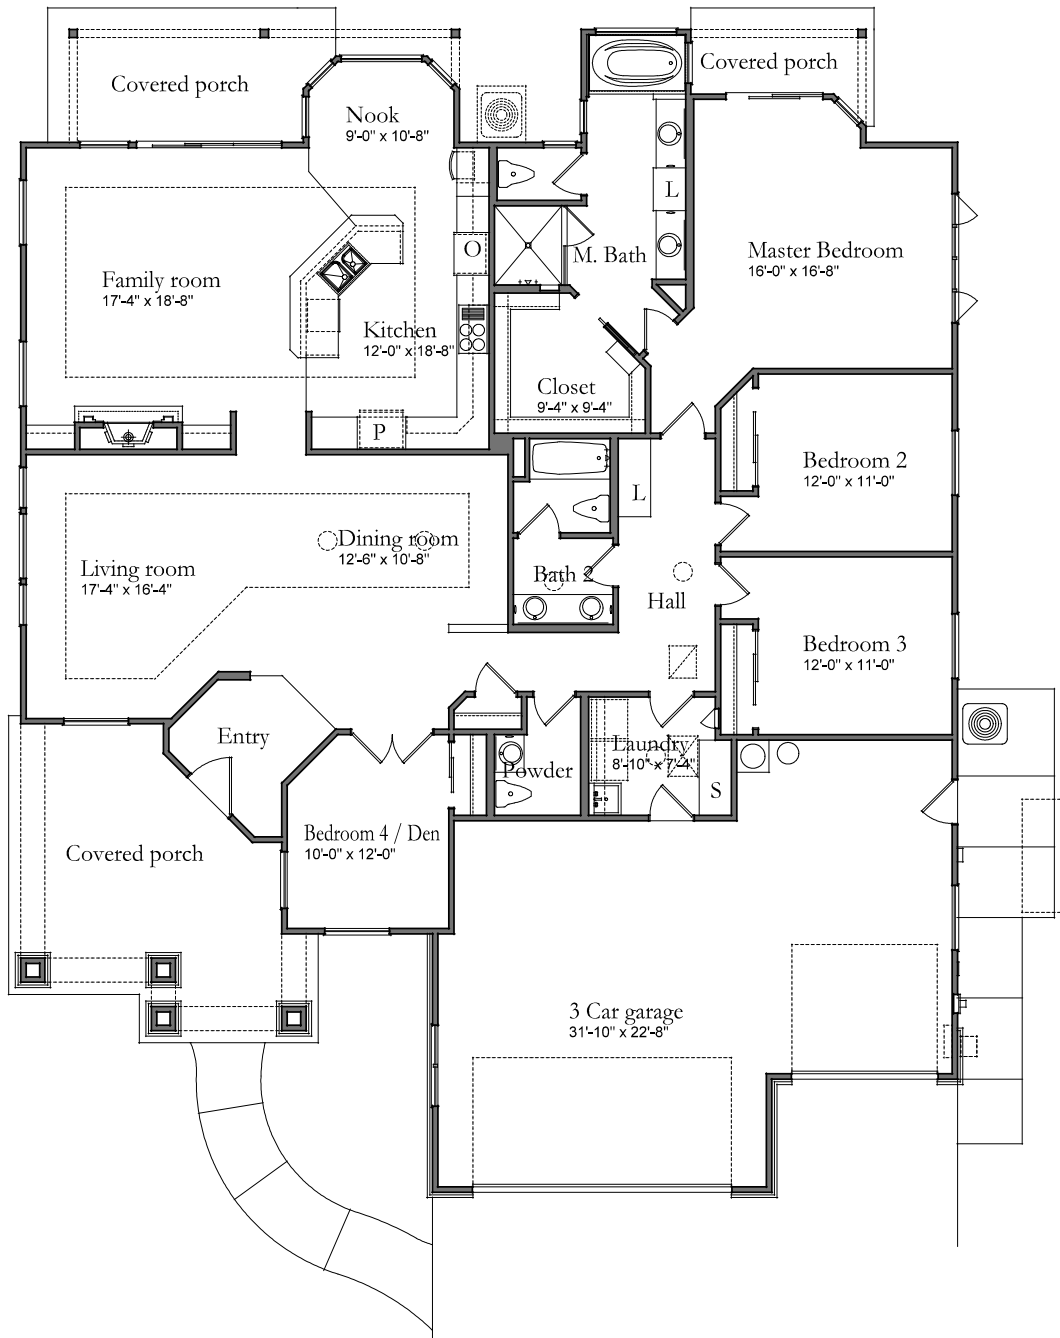 Covered porch
Nook
9'-0" x 10'-8"
Covered porch
L
O
M. Bath
Master Bedroom
16'-0" x 16'-8"
Family room
17'-4" x 18'-8"
Kitchen
12'-0" x 18'-8"
Closet
9'-4" x 9'-4"
P
Bedroom 2
12'-0" x 11'-0"
L
Dining room
12'-6" x 10'-8"
Living room
17'-4" x 16'-4"
Bath 2
Hall
Bedroom 3
12'-0" x 11'-0"
Entry
Laundry
8'-10" x 7'-4"
Powder
S
Bedroom 4 / Den
10'-0" x 12'-0"
Covered porch
3 Car garage
31'-10" x 22'-8"